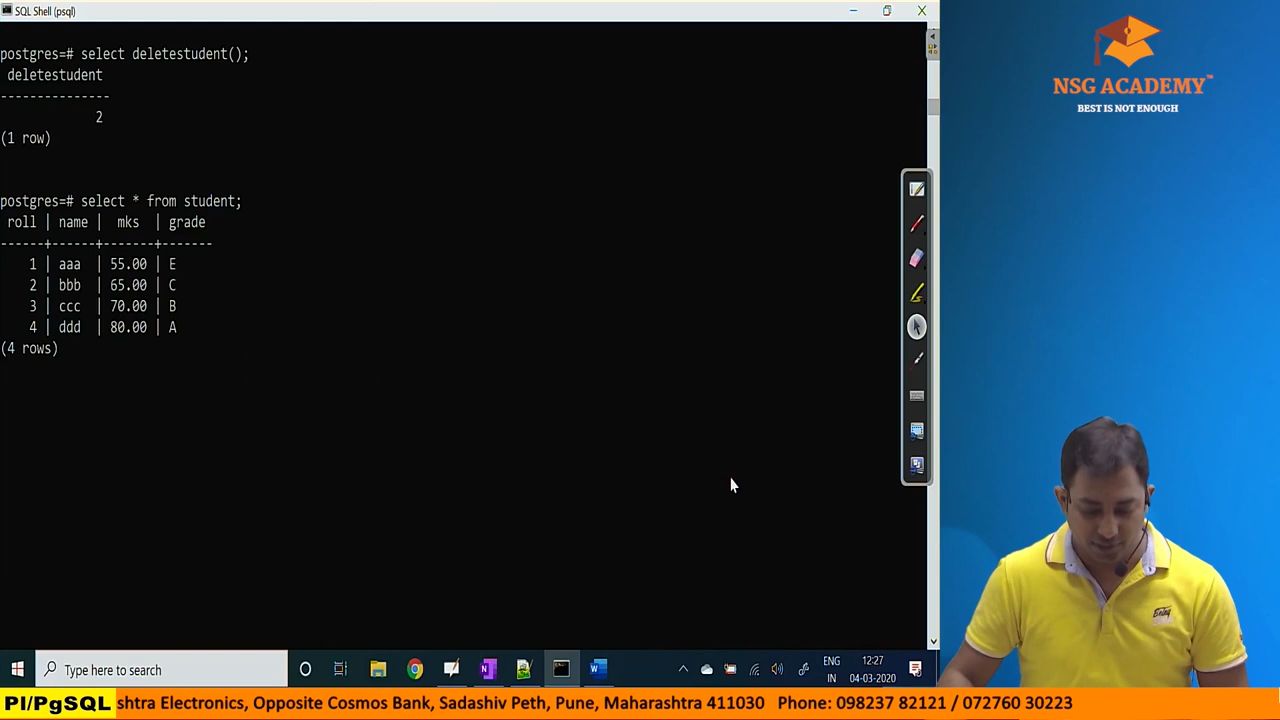 SQL Shell (psql)
postgres=# select deletestudent();
deletestudent
---------------
2
(1 row)
postgres=# select * from student;
roll | name | mks | grade
------+------+-------+-------
1 | aaa | 55.00 | E
2 | bbb | 65.00 | C
3 | ccc | 70.00 | B
4 | ddd | 80.00 | A
(4 rows)
NSG ACADEMY™
BEST IS NOT ENOUGH
Type here to search
ENG
IN
12:27
04-03-2020
Pl/PgSQL
shtra Electronics, Opposite Cosmos Bank, Sadashiv Peth, Pune, Maharashtra 411030 Phone: 098237 82121 / 072760 30223